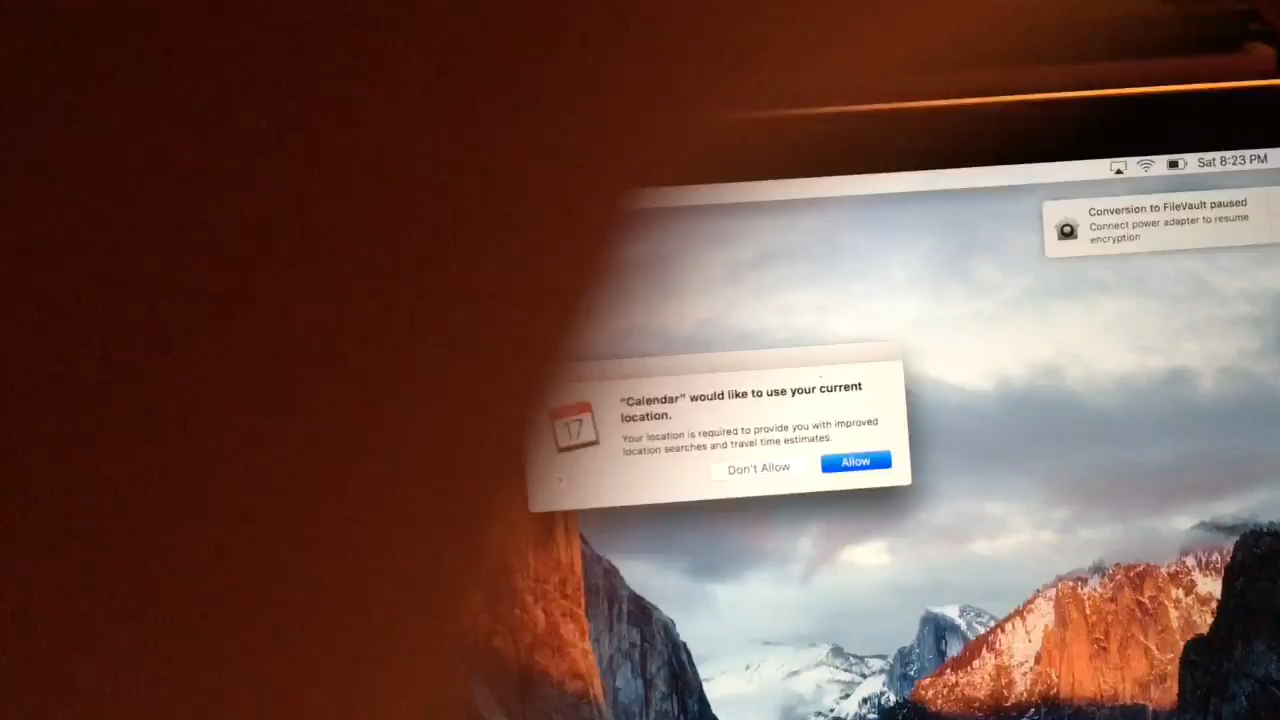 Sat 8:23 PM
Conversion to FileVault paused
Connect power adapter to resume
encryption
"Calendar" would like to use your current
location.
Your location is required to provide you with improved
location searches and travel time estimates.
17
Don't Allow
Allow
?